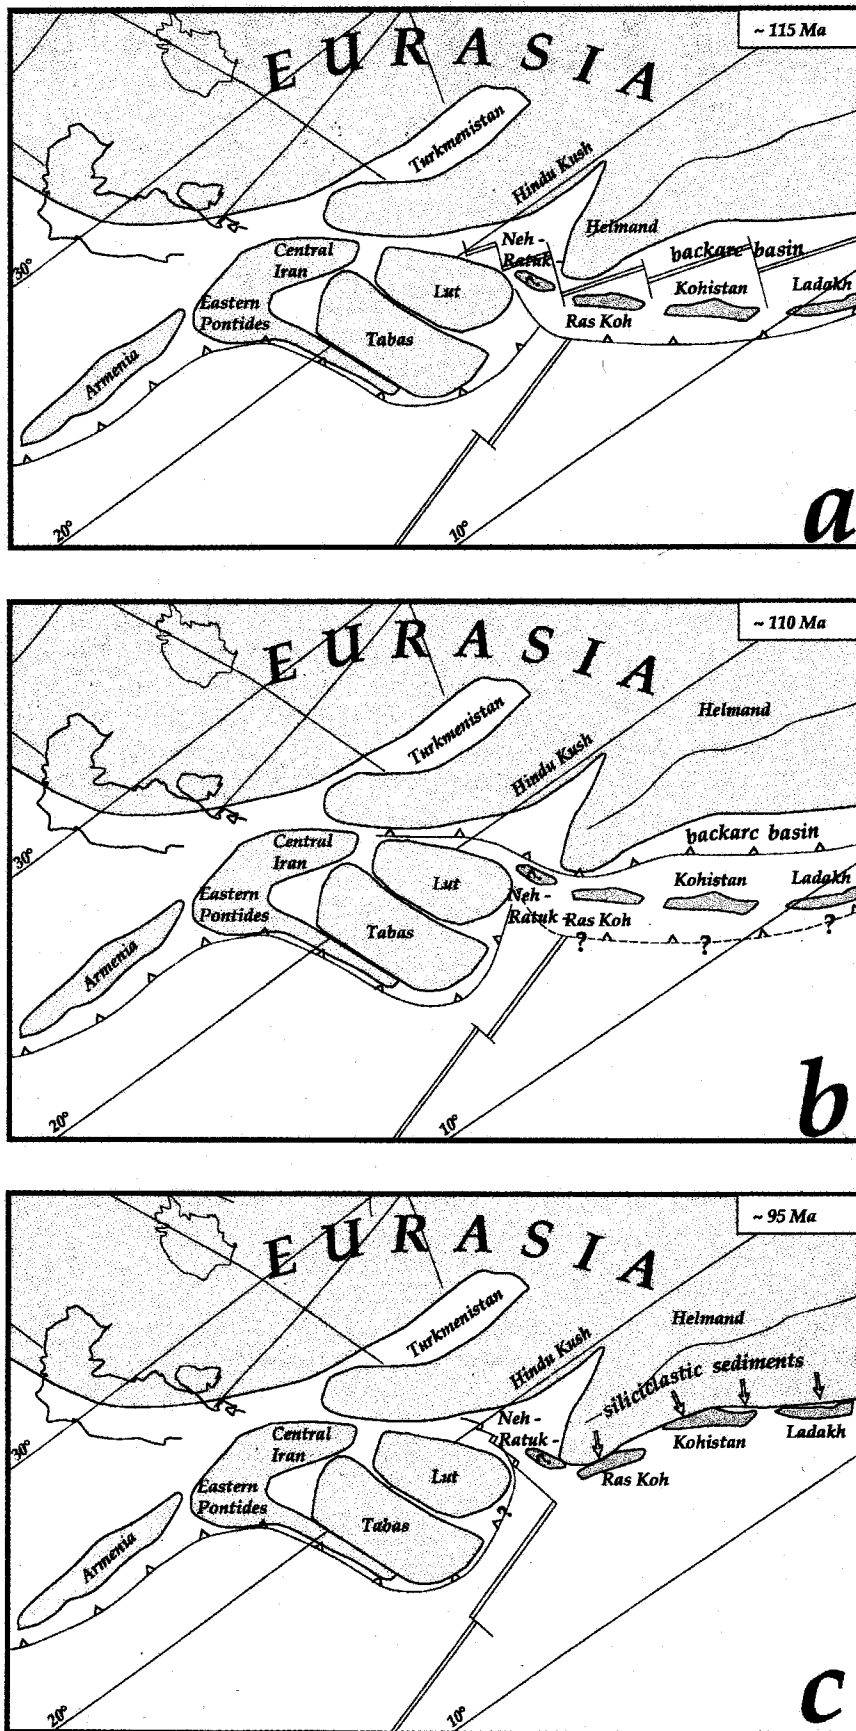 ~ 115 Ma
EURASIA
Turkmenistan
Hindu Kush
Helmand
Neh -
Ratuk -
backarc basin
Central
Iran
Lut
Kohistan
Ladakh
30°
Eastern
Pontides
Ras Koh
Tabas
Armenia
20°
10°
a
~ 110 Ma
EURASIA
Helmand
Turkmenistan
Hindu Kush
backarc basin
Central
Iran
30°
Lut
Kohistan
Ladakh
Eastern
Pontides
Neh -
Ratuk -
Ras Koh
Tabas
?
?
?
Armenia
20°
10°
b
~ 95 Ma
EURASIA
Turkmenistan
Helmand
Hindu Kush
siliciclastic sediments
Neh -
Ratuk -
Central
Iran
Kohistan
Ladakh
30°
Lut
Ras Koh
Eastern
Pontides
?
Tabas
Armenia
20°
10°
c